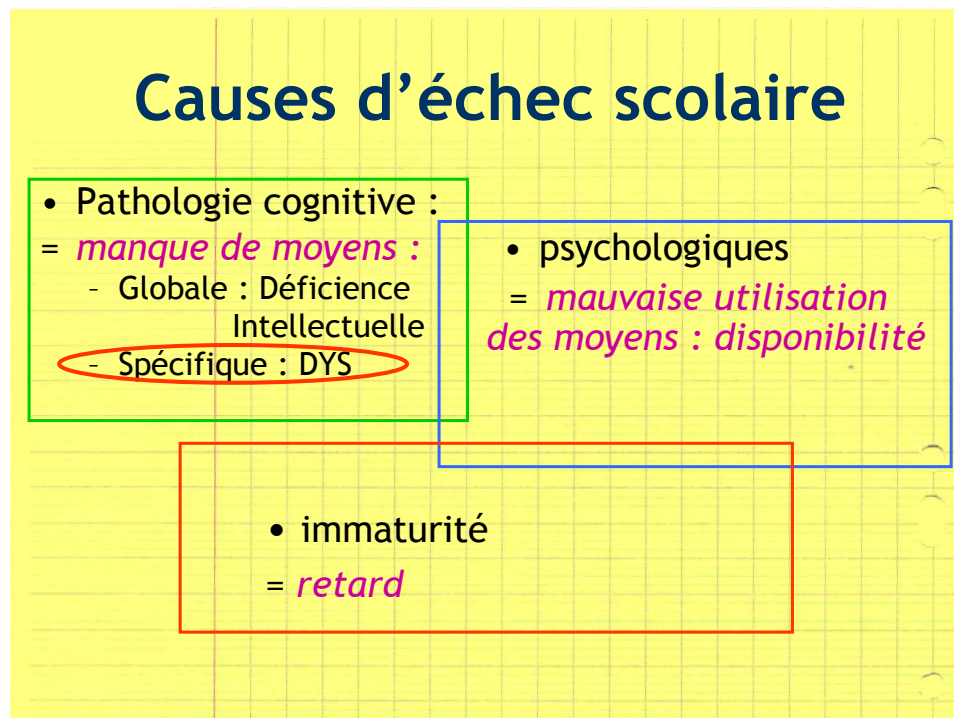 Causes d’échec scolaire
• Pathologie cognitive :
= manque de moyens :
– Globale : Déficience
Intellectuelle
– Spécifique : DYS
• psychologiques
= mauvaise utilisation
des moyens : disponibilité
• immaturité
= retard